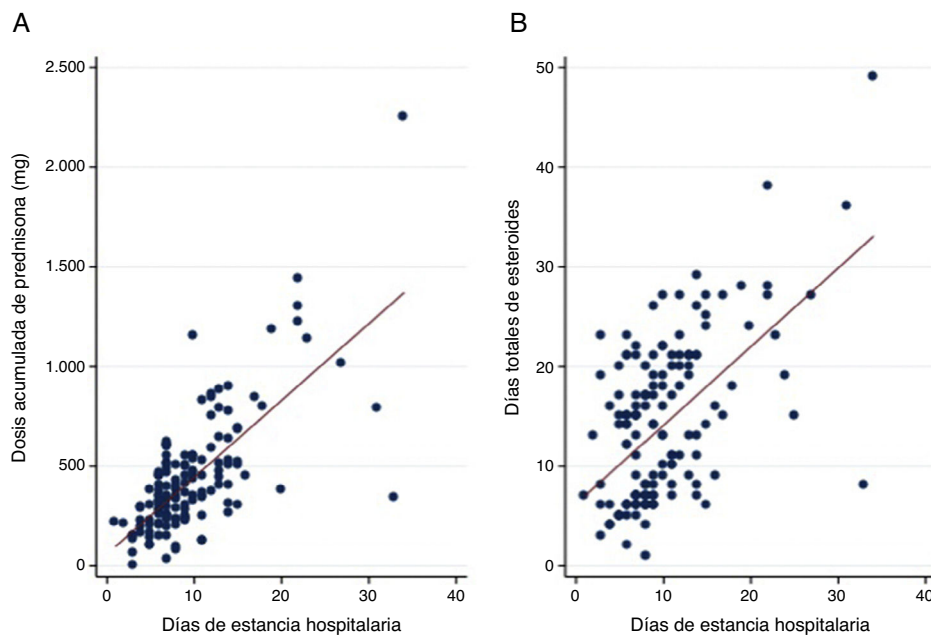 A
B
2.500
2.000
1.500
1.000
500
0
Dosis acumulada de prednisona (mg)
0 10 20 30 40
Días de estancia hospitalaria
50
40
30
20
10
0
Días totales de esteroides
0 10 20 30 40
Días de estancia hospitalaria